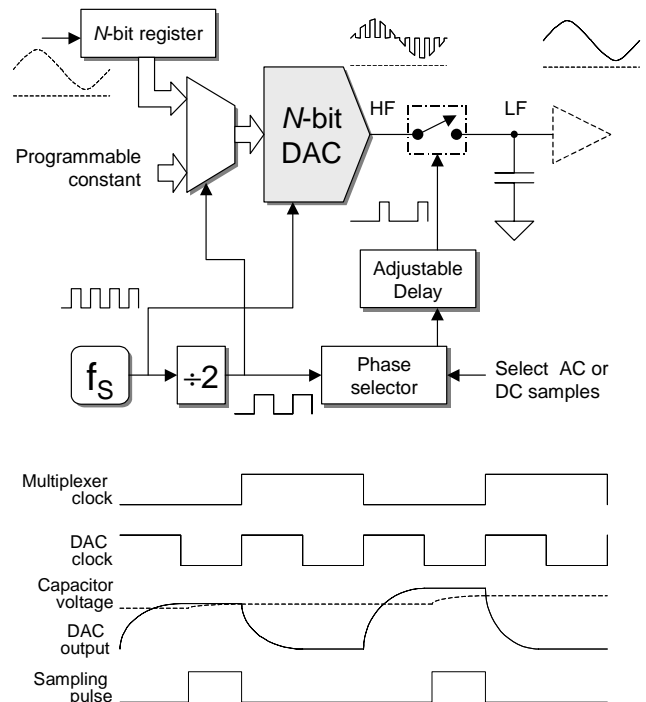 N-bit register
HF
LF
N-bit
DAC
Programmable
constant
Adjustable
Delay
fS
÷2
Phase
selector
Select AC or
DC samples
Multiplexer
clock
DAC
clock
Capacitor
voltage
DAC
output
Sampling
pulse